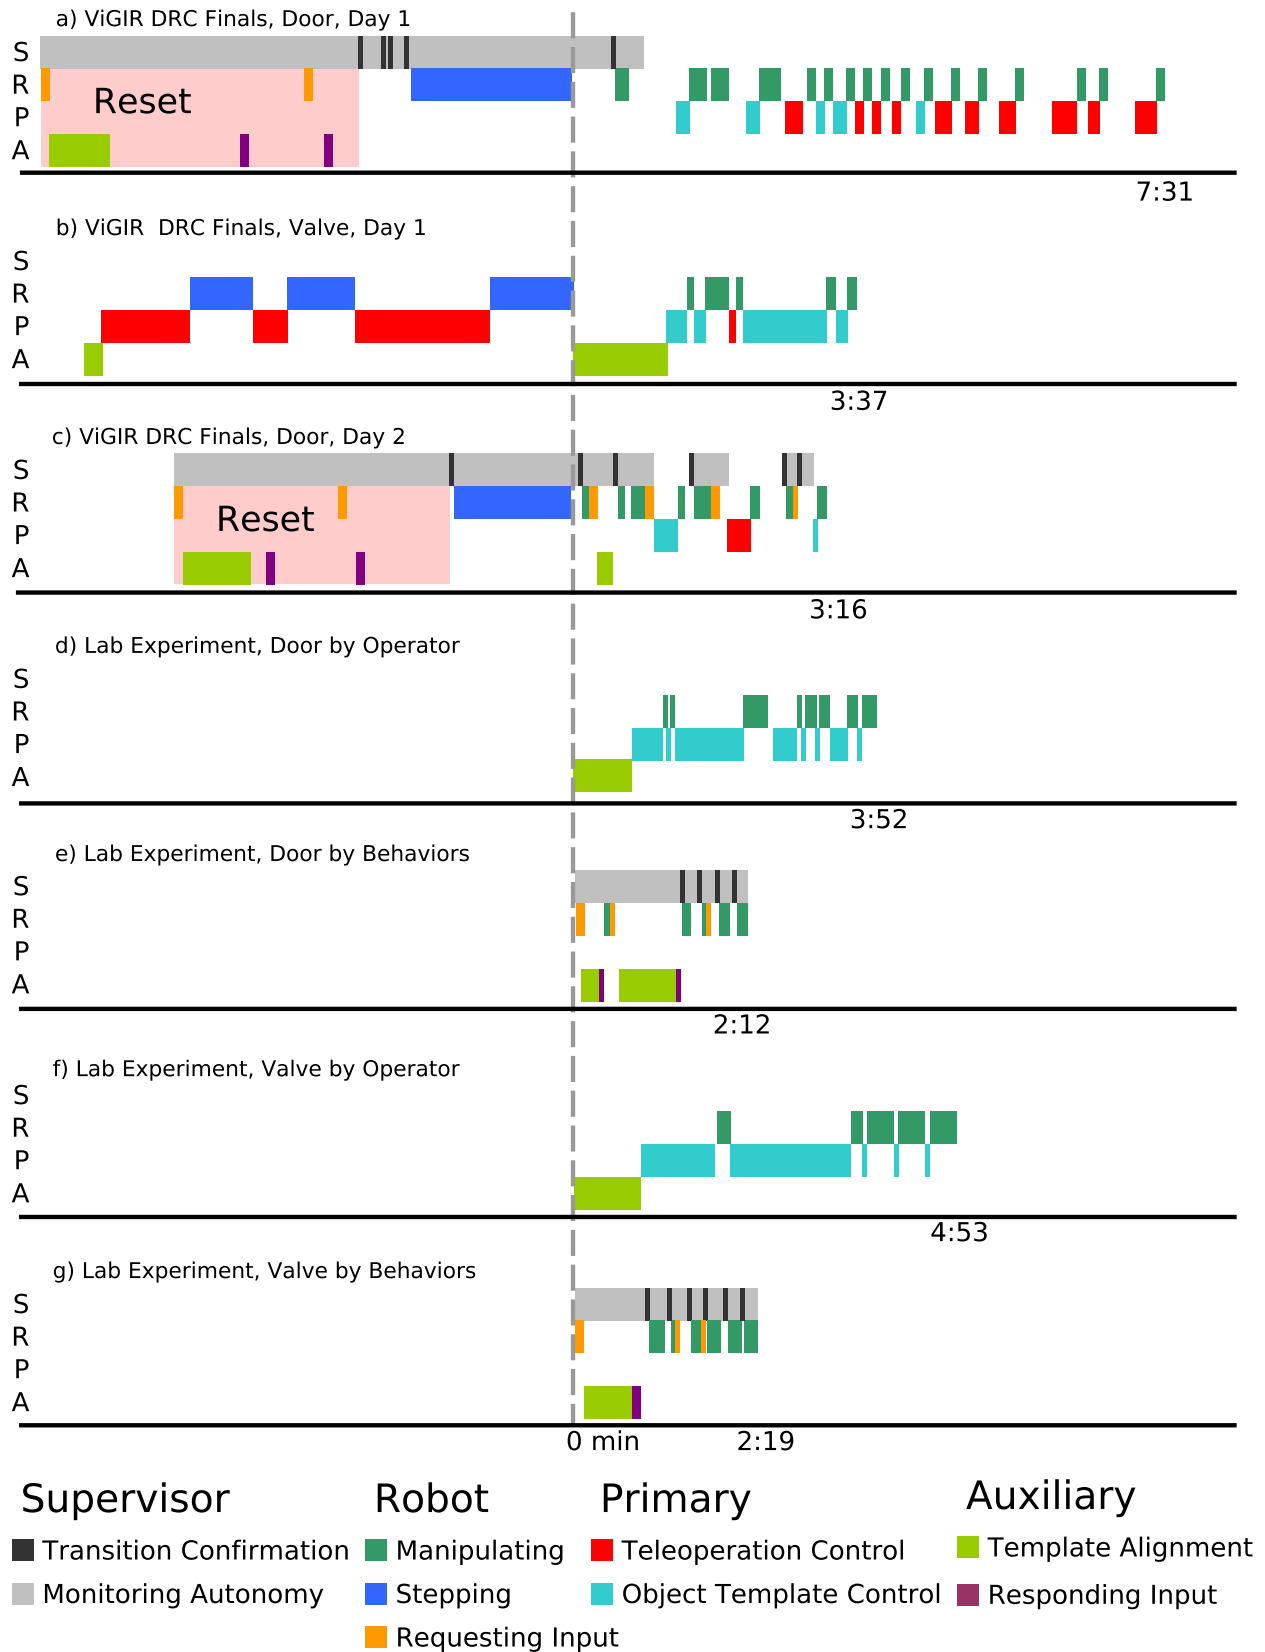 a) ViGIR DRC Finals, Door, Day 1
S
R
P
A
Reset
7:31
b) ViGIR  DRC Finals, Valve, Day 1
S
R
P
A
3:37
c) ViGIR DRC Finals, Door, Day 2
S
R
P
A
Reset
3:16
d) Lab Experiment, Door by Operator
S
R
P
A
3:52
e) Lab Experiment, Door by Behaviors
S
R
P
A
2:12
f) Lab Experiment, Valve by Operator
S
R
P
A
4:53
g) Lab Experiment, Valve by Behaviors
S
R
P
A
0 min 2:19
Supervisor
Transition Confirmation
Monitoring Autonomy
Robot
Manipulating
Stepping
Requesting Input
Primary
Teleoperation Control
Object Template Control
Auxiliary
Template Alignment
Responding Input